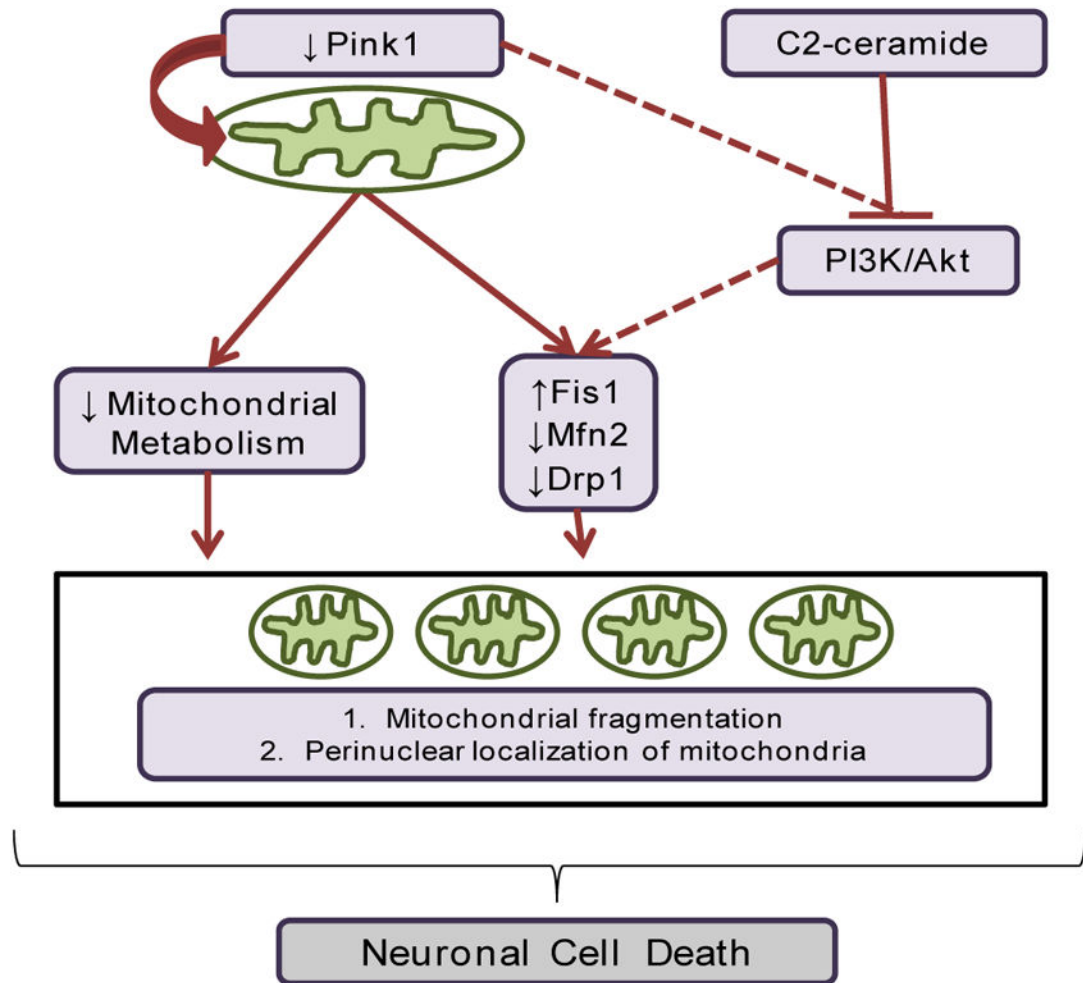 ↓ Pink1
C2-ceramide
PI3K/Akt
↓ Mitochondrial
Metabolism
↑Fis1
↓Mfn2
↓Drp1
1. Mitochondrial fragmentation
2. Perinuclear localization of mitochondria
Neuronal Cell Death